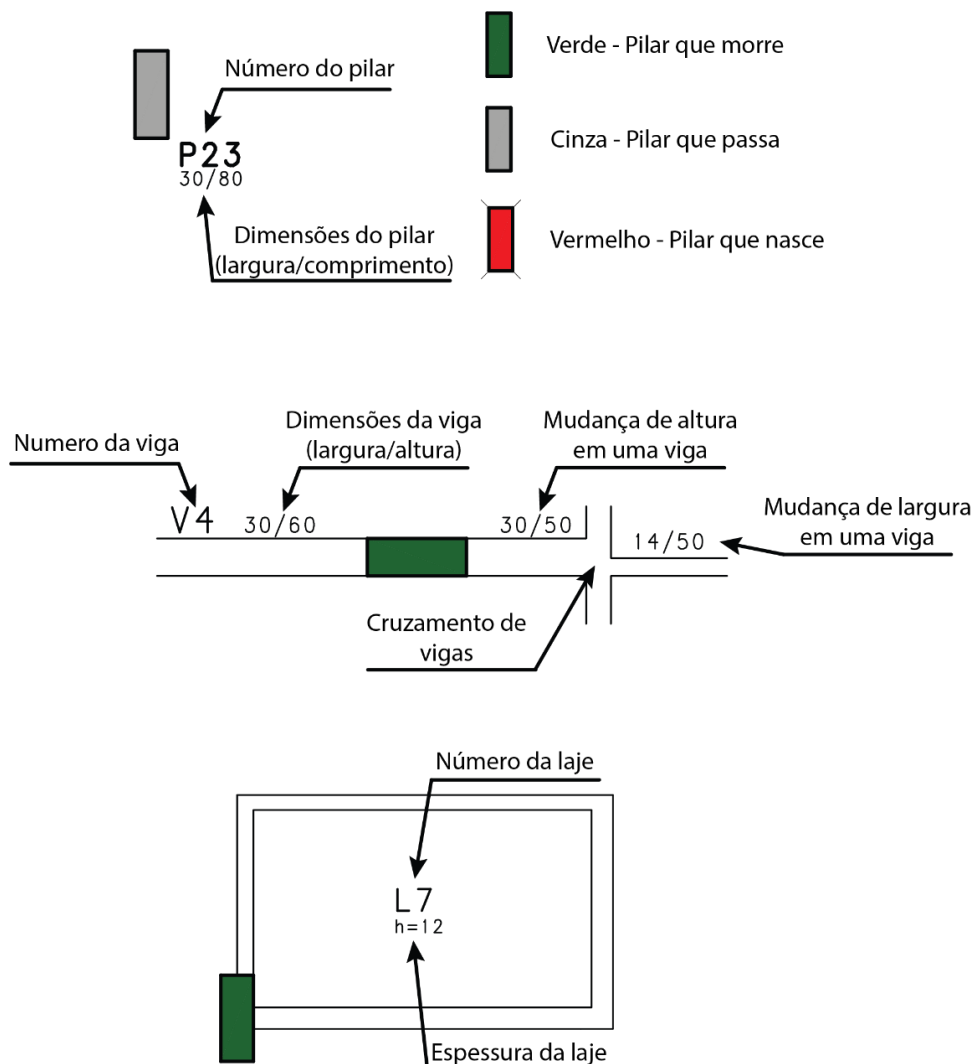 Verde - Pilar que morre
Número do pilar
Cinza - Pilar que passa
P23
30/80
Dimensões do pilar
(largura/comprimento)
Vermelho - Pilar que nasce
Numero da viga
Dimensões da viga
(largura/altura)
Mudança de altura
em uma viga
Mudança de largura
em uma viga
V4
30/60
30/50
14/50
Cruzamento de
vigas
Número da laje
L7
h=12
Espessura da laje